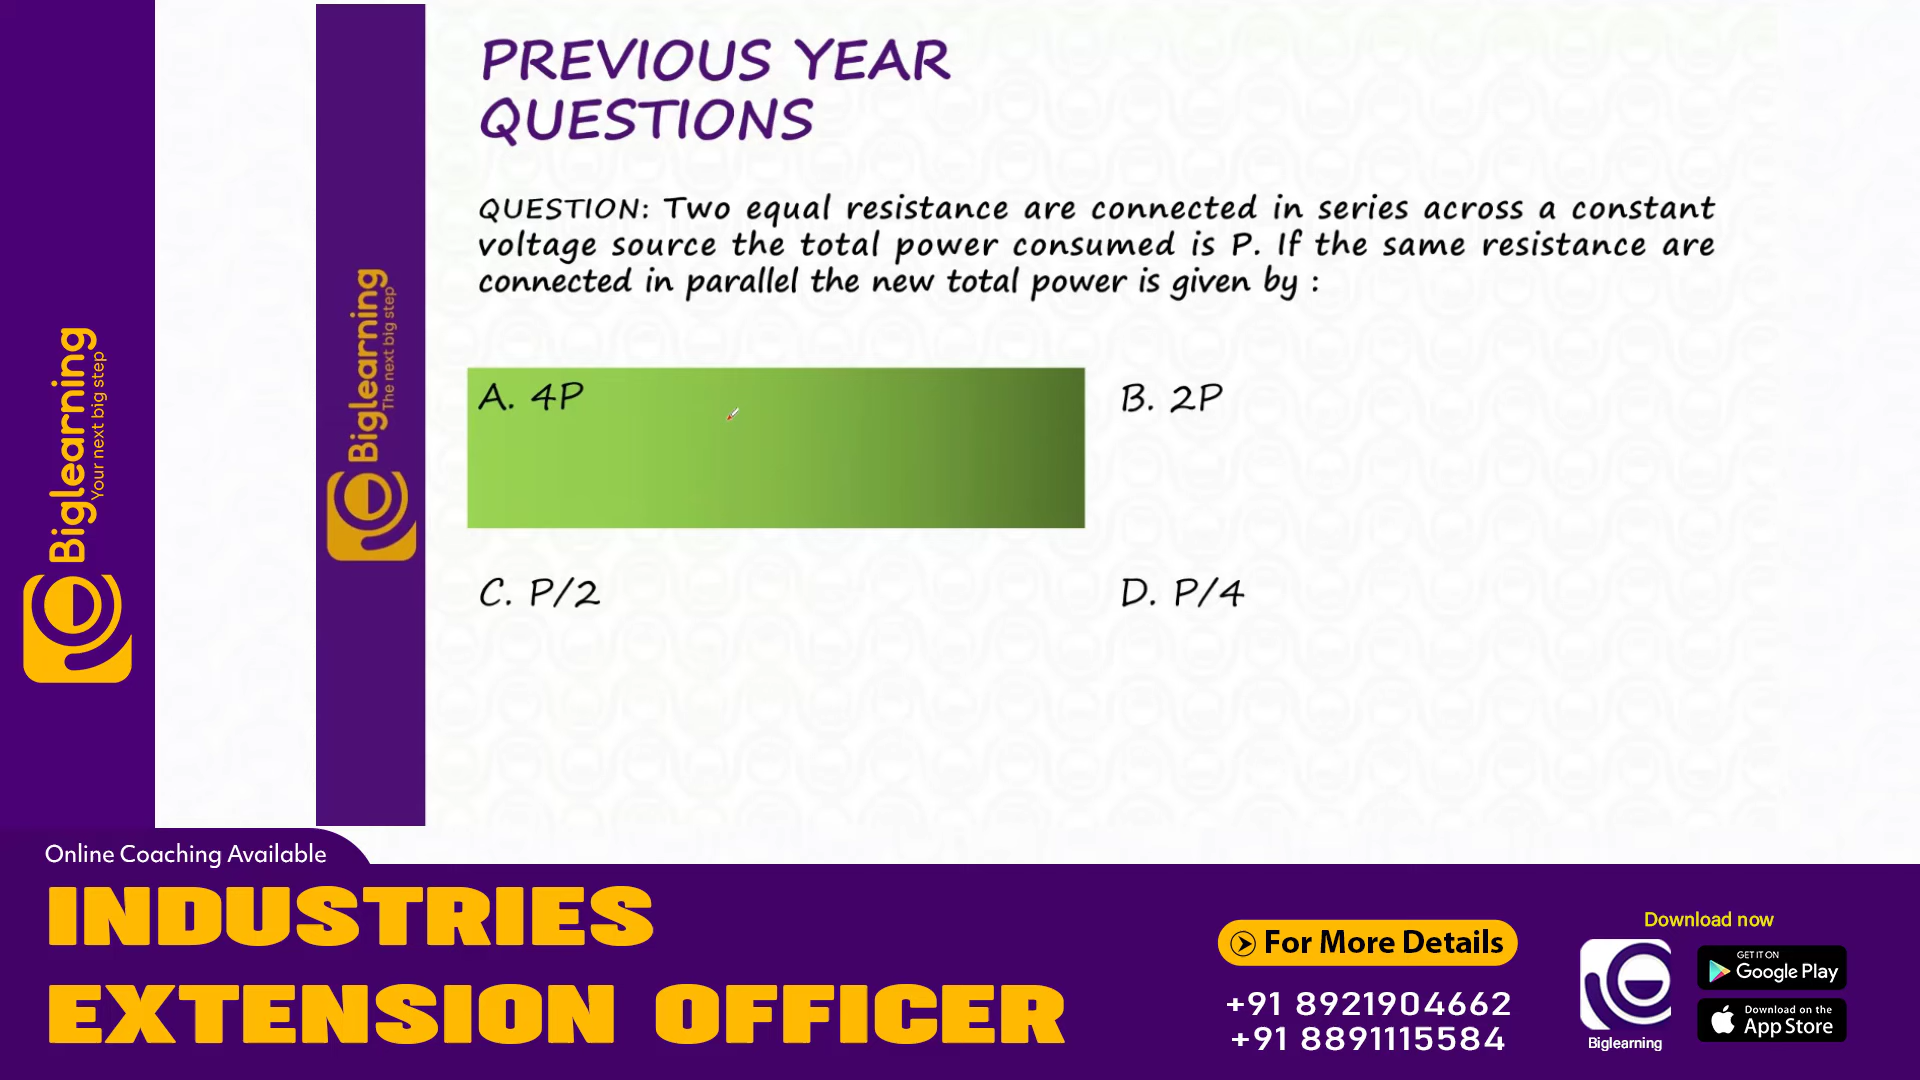 PREVIOUS YEAR
QUESTIONS
QUESTION: Two equal resistance are connected in series across a constant
voltage source the total power consumed is P. If the same resistance are
connected in parallel the new total power is given by :
A. 4P
B. 2P
C. P/2
D. P/4
Biglearning
The next big step
Biglearning
Your next big step
Online Coaching Available
INDUSTRIES
EXTENSION OFFICER
For More Details
+91 8921904662
+91 8891115584
Download now
Biglearning
GET IT ON
Google Play
Download on the
App Store